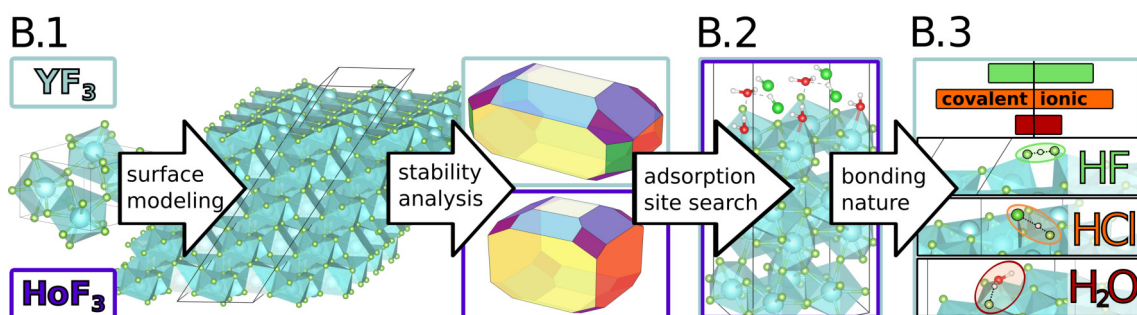 B.1
YF₃
HoF₃
surface
modeling
stability
analysis
B.2
adsorption
site search
bonding
nature
B.3
covalent ionic
HF
HCl
H₂O